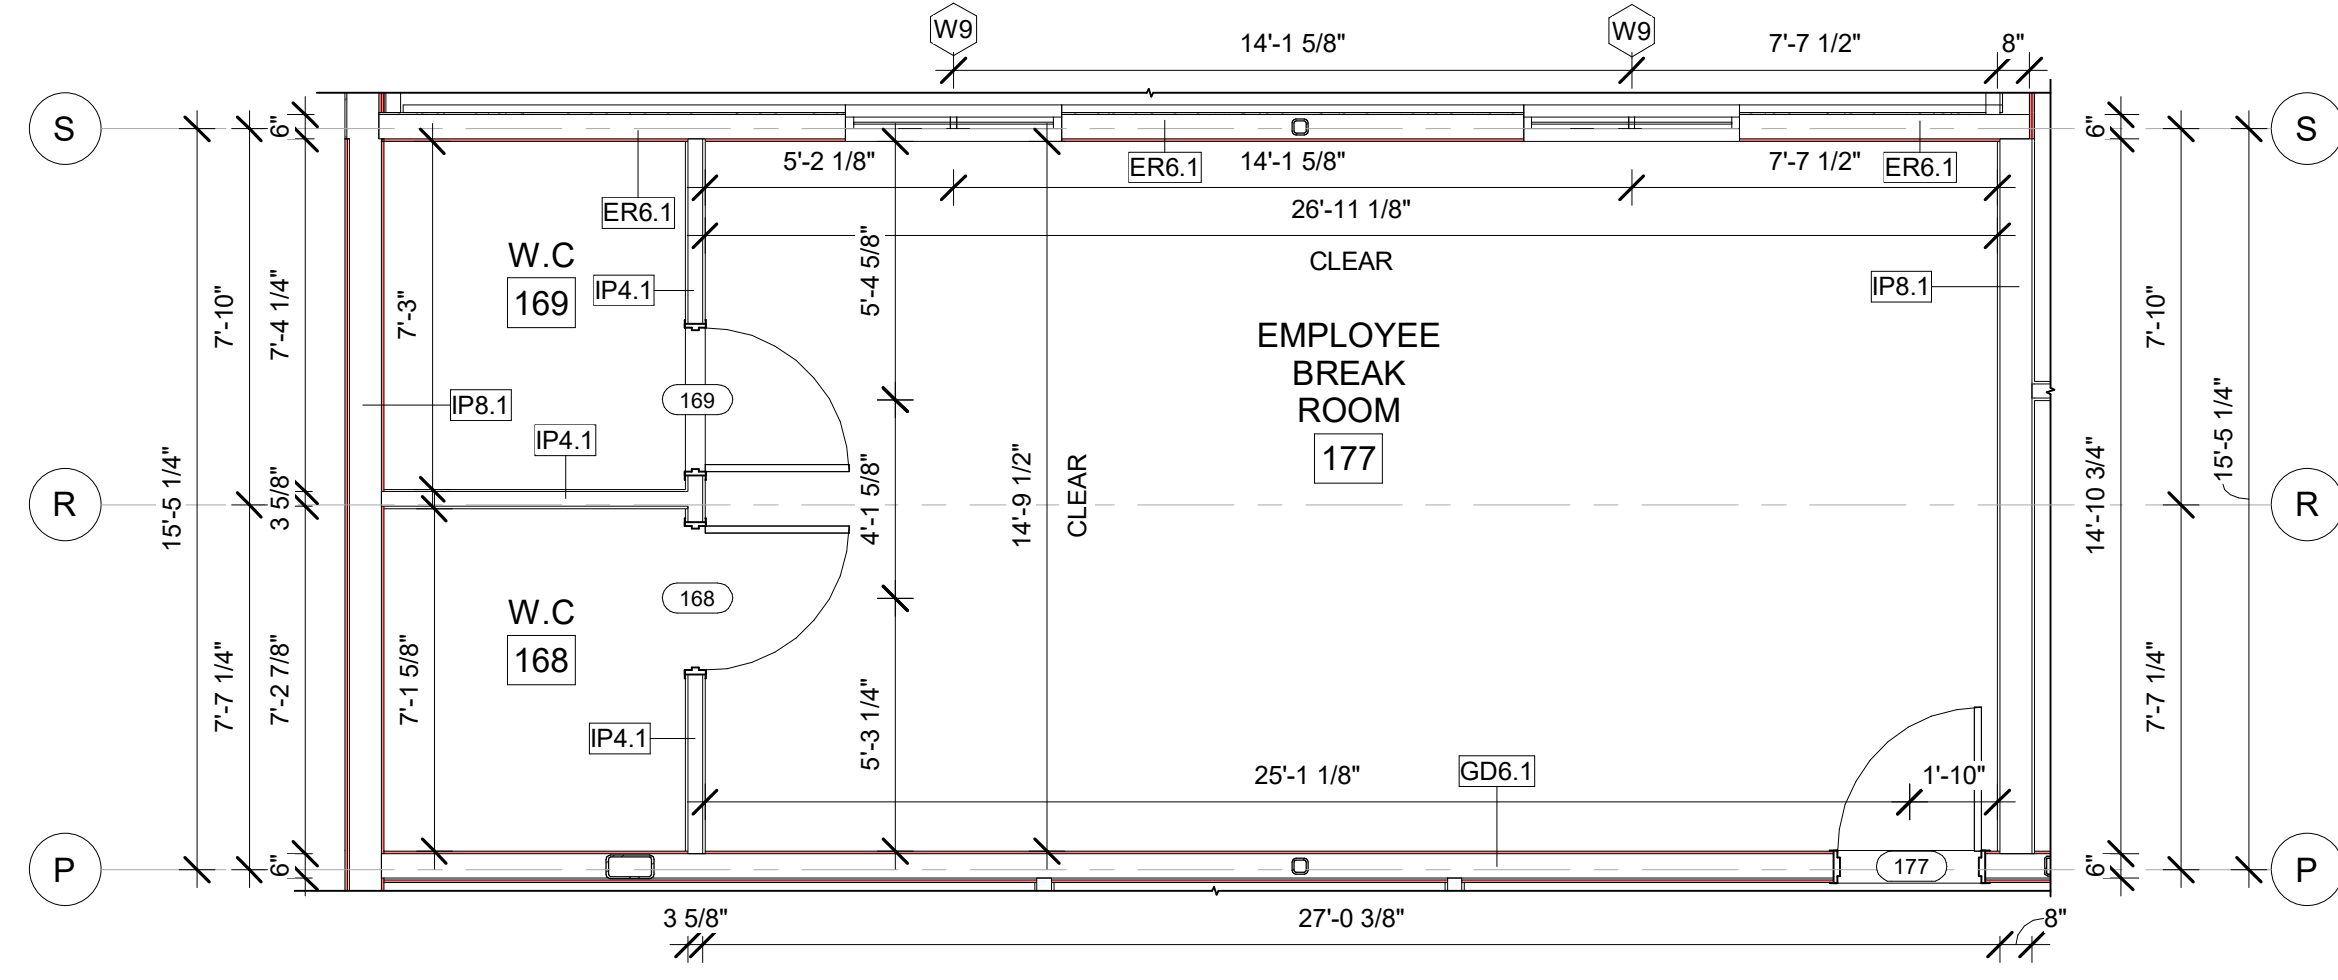 W9
14'-1 5/8"
W9
7'-7 1/2"
8"
S
6"
5'-2 1/8"
ER6.1
14'-1 5/8"
7'-7 1/2"
ER6.1
6"
S
ER6.1
26'-11 1/8"
CLEAR
W.C
169
IP4.1
5'-4 5/8"
IP8.1
7'-10"
7'-4 1/4"
7'-3"
EMPLOYEE
BREAK
ROOM
177
7'-10"
IP8.1
169
IP4.1
15'-5 1/4"
R
15'-5 1/4"
3 5/8"
4'-1 5/8"
14'-9 1/2"
CLEAR
14'-10 3/4"
R
W.C
168
168
7'-7 1/4"
7'-2 7/8"
7'-1 5/8"
IP4.1
5'-3 1/4"
7'-7 1/4"
25'-1 1/8"
GD6.1
1'-10"
P
6"
177
6"
P
3 5/8"
27'-0 3/8"
8"